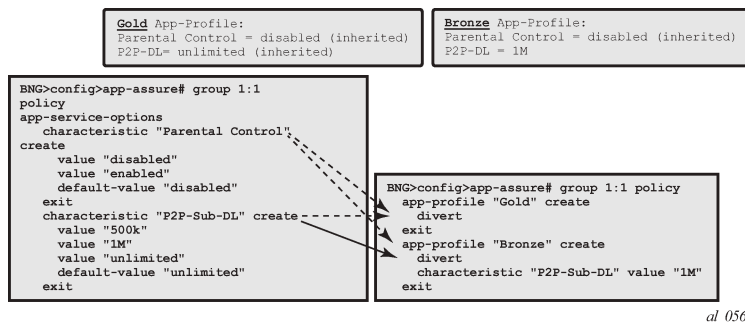 Gold App-Profile:
Parental Control = disabled (inherited)
P2P-DL= unlimited (inherited)
Bronze App-Profile:
Parental Control = disabled (inherited)
P2P-DL = 1M
BNG>config>app-assure# group 1:1
policy
app-service-options
characteristic "Parental Control"
create
value "disabled"
value "enabled"
default-value "disabled"
exit
characteristic "P2P-Sub-DL" create
value "500k"
value "1M"
value "unlimited"
default-value "unlimited"
exit
BNG>config>app-assure# group 1:1 policy
app-profile "Gold" create
divert
exit
app-profile "Bronze" create
divert
characteristic "P2P-Sub-DL" value "1M"
exit
al_056